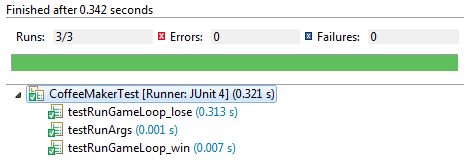 Finished after 0.342 seconds
Runs: 3/3 Errors: 0 Failures: 0
CoffeeMakerTest [Runner: JUnit 4] (0.321 s)
testRunGameLoop_lose (0.313 s)
testRunArgs (0.001 s)
testRunGameLoop_win (0.007 s)